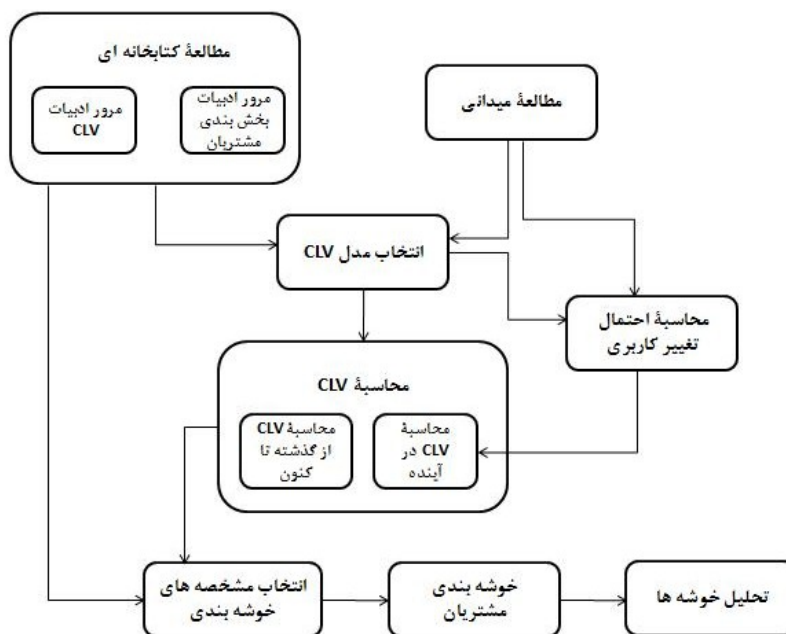 مطالعهٔ کتابخانه ای
مرور ادبیات
CLV
مرور ادبیات
بخش بندی
مشتریان
مطالعهٔ میدانی
انتخاب مدل CLV
محاسبهٔ احتمال
تغییر کاربری
محاسبهٔ CLV
محاسبهٔ CLV
از گذشته تا
کنون
محاسبهٔ
CLV در
آینده
انتخاب مشخصه های
خوشه بندی
خوشه بندی
مشتریان
تحلیل خوشه ها